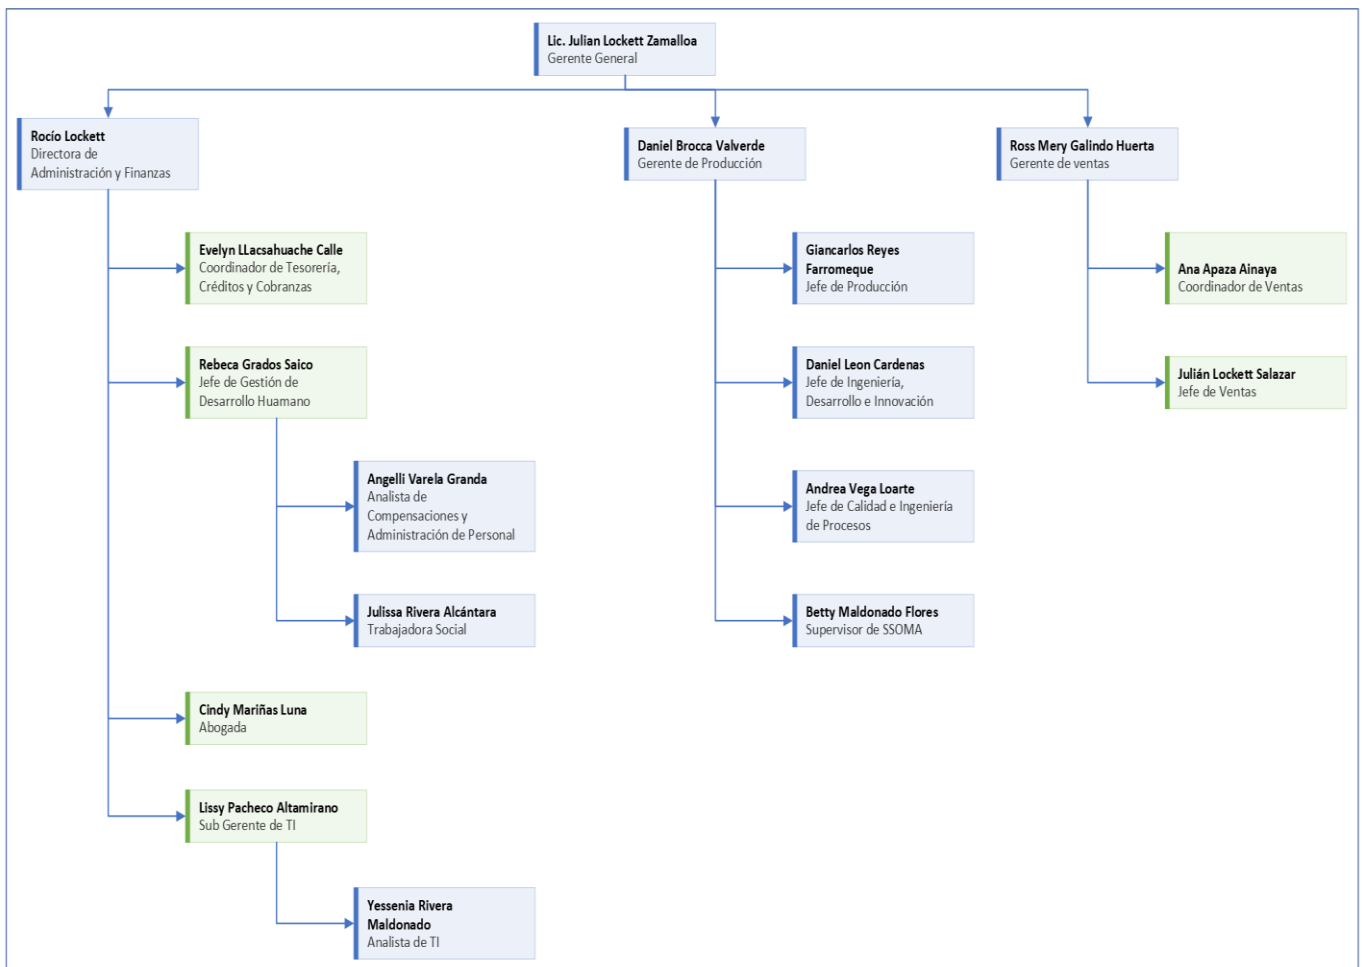 Lic. Julian Lockett Zamalloa
Gerente General
Rocío Lockett
Directora de
Administración y Finanzas
Daniel Brocca Valverde
Gerente de Producción
Ross Mery Galindo Huerta
Gerente de ventas
Evelyn LLacsahuache Calle
Coordinador de Tesorería,
Créditos y Cobranzas
Rebeca Grados Saico
Jefe de Gestión de
Desarrollo Huamano
Angelli Varela Granda
Analista de
Compensaciones y
Administración de Personal
Julissa Rivera Alcántara
Trabajadora Social
Cindy Mariñas Luna
Abogada
Lissy Pacheco Altamirano
Sub Gerente de TI
Yessenia Rivera
Maldonado
Analista de TI
Giancarlos Reyes
Farromeque
Jefe de Producción
Daniel Leon Cardenas
Jefe de Ingeniería,
Desarrollo e Innovación
Andrea Vega Loarte
Jefe de Calidad e Ingeniería
de Procesos
Betty Maldonado Flores
Supervisor de SSOMA
Ana Apaza Ainaya
Coordinador de Ventas
Julián Lockett Salazar
Jefe de Ventas